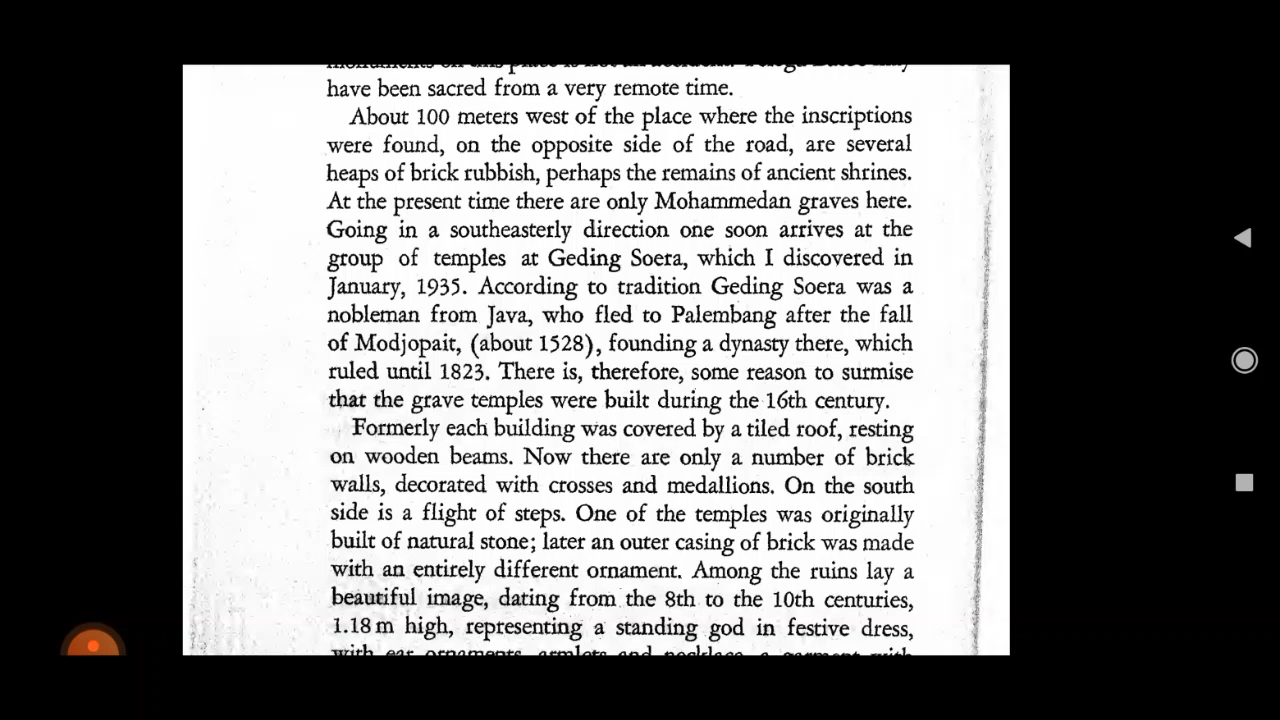 have been sacred from a very remote time.
About 100 meters west of the place where the inscriptions
were found, on the opposite side of the road, are several
heaps of brick rubbish, perhaps the remains of ancient shrines.
At the present time there are only Mohammedan graves here.
Going in a southeasterly direction one soon arrives at the
group of temples at Geding Soera, which I discovered in
January, 1935. According to tradition Geding Soera was a
nobleman from Java, who fled to Palembang after the fall
of Modjopait, (about 1528), founding a dynasty there, which
ruled until 1823. There is, therefore, some reason to surmise
that the grave temples were built during the 16th century.
Formerly each building was covered by a tiled roof, resting
on wooden beams. Now there are only a number of brick
walls, decorated with crosses and medallions. On the south
side is a flight of steps. One of the temples was originally
built of natural stone; later an outer casing of brick was made
with an entirely different ornament. Among the ruins lay a
beautiful image, dating from the 8th to the 10th centuries,
1.18 m high, representing a standing god in festive dress,
with ear ornaments, armlets and necklace, a garment with